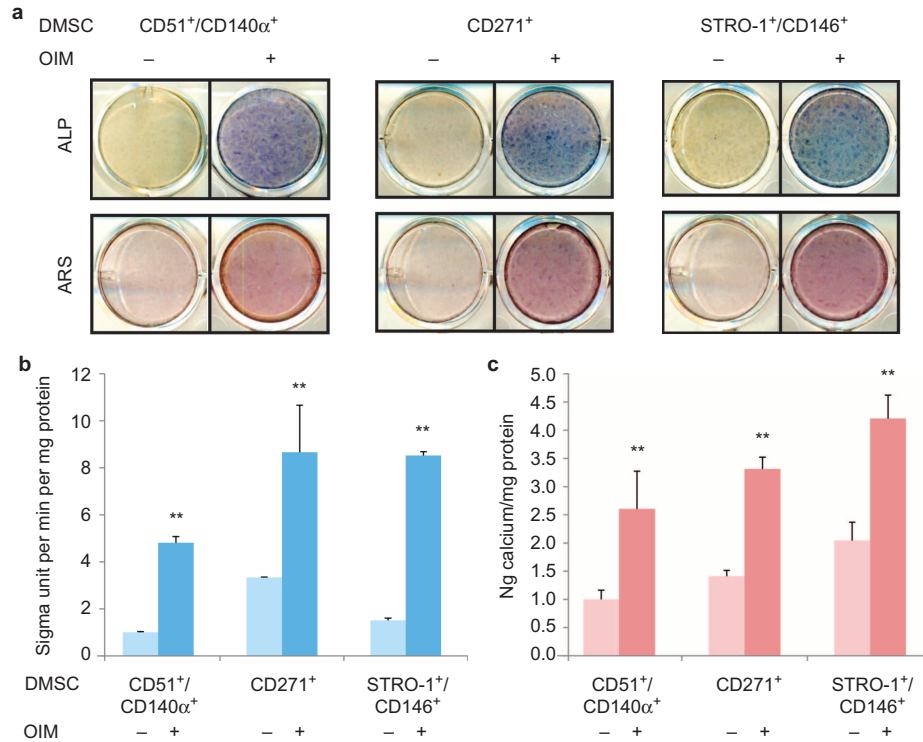 a
DMSC CD51⁺/CD140α⁺ CD271⁺ STRO-1⁺/CD146⁺
OIM – + – + – +
ALP
ARS
b
Sigma unit per min per mg protein
12
10
8
6
4
2
0
** ** **
DMSC CD51⁺/ CD271⁺ STRO-1⁺/
CD140α⁺ CD146⁺
OIM – + – + – +
c
Ng calcium/mg protein
5.0
4.5
4.0
3.5
3.0
2.5
2.0
1.5
1.0
0.5
0.0
** ** **
CD51⁺/ CD271⁺ STRO-1⁺/
CD140α⁺ CD146⁺
– + – + – +